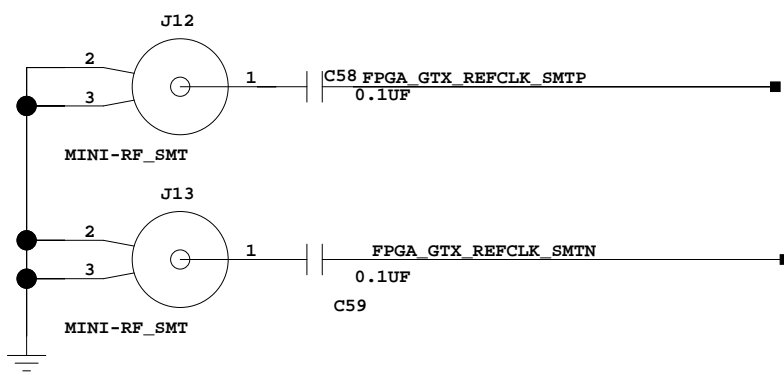 J12
2
1
C58 FPGA_GTX_REFCLK_SMTP
3
0.1UF
MINI-RF_SMT
J13
2
1
FPGA_GTX_REFCLK_SMTN
3
0.1UF
C59
MINI-RF_SMT